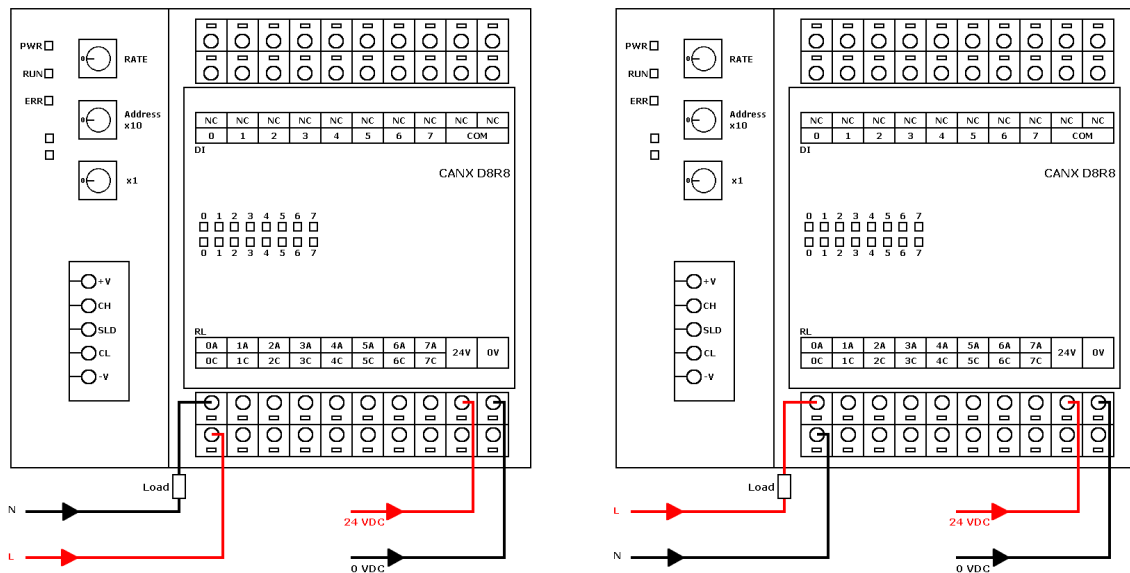 PWR
RATE
RUN
ERR
0
Address
x10
0
x1
0
NC NC NC NC NC NC NC NC NC NC
0 1 2 3 4 5 6 7 COM
DI
CANX D8R8
0 1 2 3 4 5 6 7
0 1 2 3 4 5 6 7
+V
CH
SLD
CL
-V
RL
0A 1A 2A 3A 4A 5A 6A 7A 24V 0V
0C 1C 2C 3C 4C 5C 6C 7C
Load
N
24 VDC
L
0 VDC
PWR
RATE
RUN
ERR
0
Address
x10
0
x1
0
NC NC NC NC NC NC NC NC NC NC
0 1 2 3 4 5 6 7 COM
DI
CANX D8R8
0 1 2 3 4 5 6 7
0 1 2 3 4 5 6 7
+V
CH
SLD
CL
-V
RL
0A 1A 2A 3A 4A 5A 6A 7A 24V 0V
0C 1C 2C 3C 4C 5C 6C 7C
Load
L
24 VDC
N
0 VDC